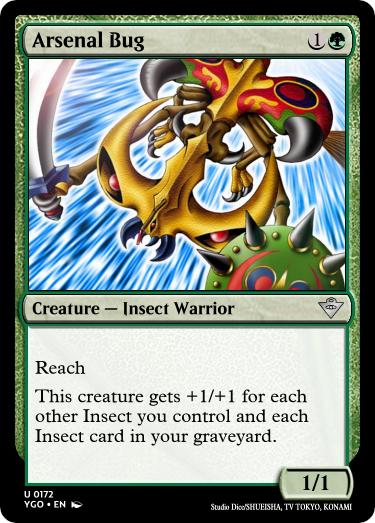 Arsenal Bug 1
Creature — Insect Warrior
Reach
This creature gets +1/+1 for each
other Insect you control and each
Insect card in your graveyard.
1/1
U 0172
YGO • EN
Studio Dice/SHUEISHA, TV TOKYO, KONAMI